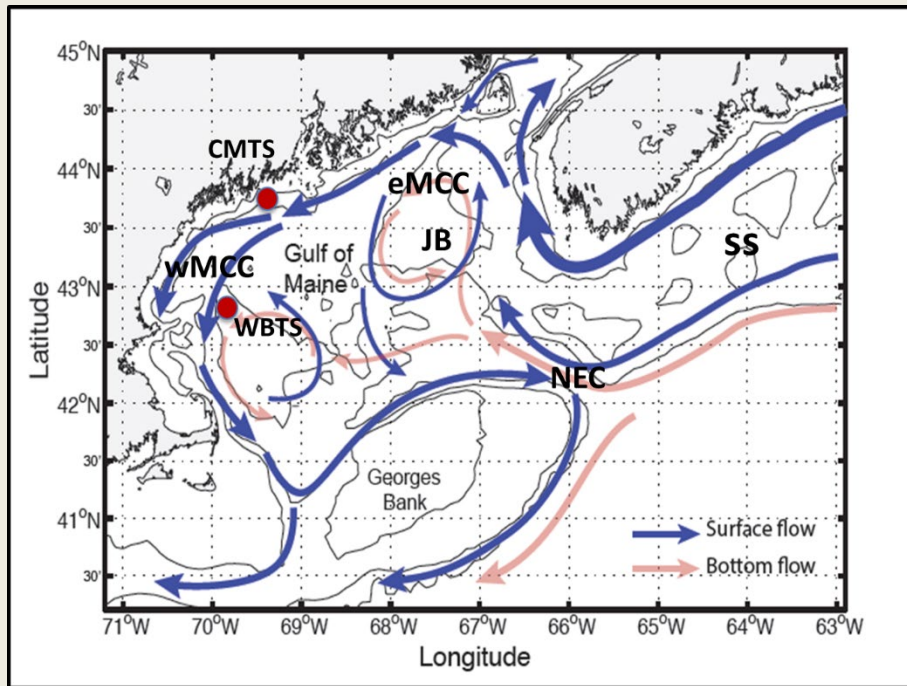 45°N
30'
44°N
30'
43°N
30'
42°N
30'
41°N
30'
Latitude
CMTS
eMCC
JB
SS
wMCC
Gulf of
Maine
WBTS
NEC
Georges
Bank
Surface flow
Bottom flow
71°W 70°W 69°W 68°W 67°W 66°W 65°W 64°W 63°W
Longitude